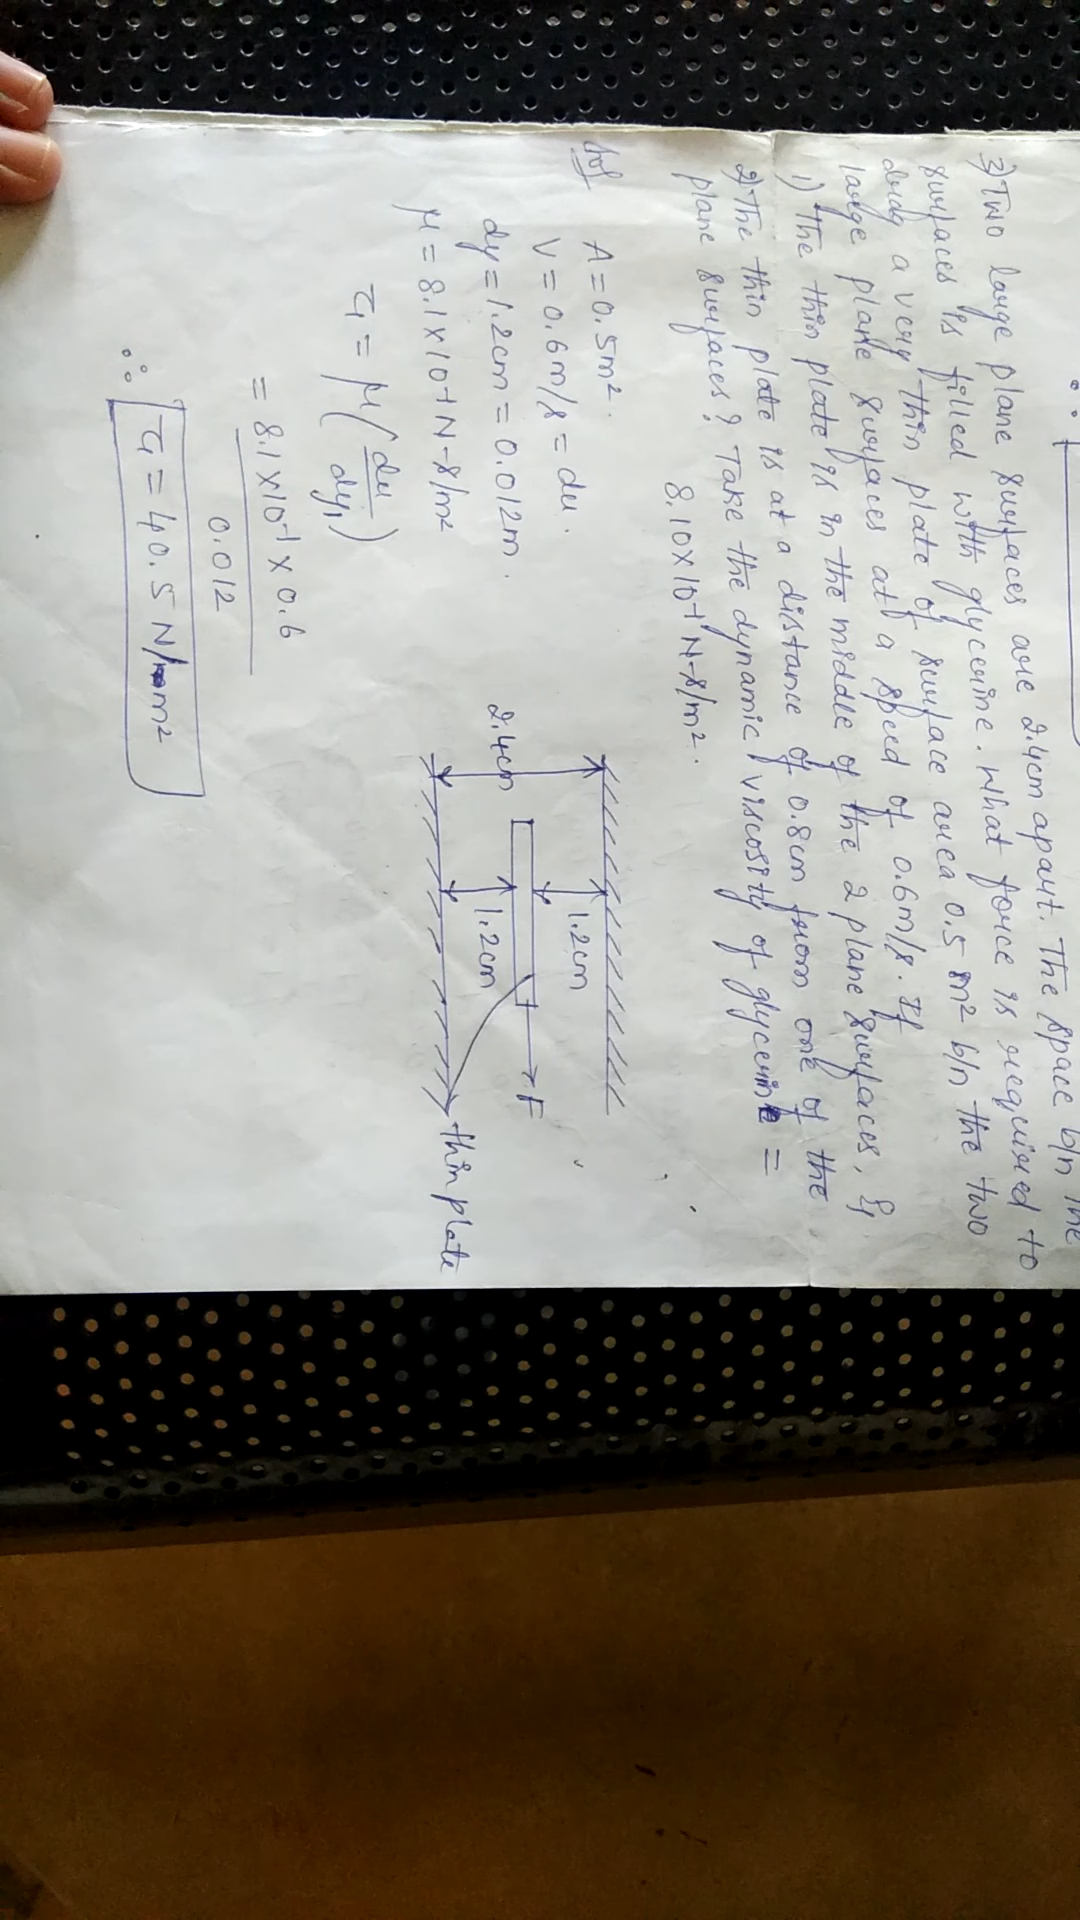 3) Two large plane surfaces are 2.4cm apart. The space b/n the
surfaces is filled with glycerine. What force is required to
drag a very thin plate of surface area 0.5 m² b/n the two
large plane surfaces at a speed of 0.6m/s. If
1) The thin plate is in the middle of the 2 plane surfaces, &
2) The thin plate is at a distance of 0.8cm from one of the
plane surfaces? Take the dynamic viscosity of glycerine =
8.10x10⁻¹ N-s/m².
Sol
A = 0.5m².
V = 0.6m/s = du.
dy = 1.2cm = 0.012m.
μ = 8.1x10⁻¹ N-s/m²
τ₁ = μ(du/dy₁)
= 8.1x10⁻¹ x 0.6
0.012
∴ τ₁ = 40.5 N/m²
2.4cm
1.2cm
1.2cm
F
thin plate